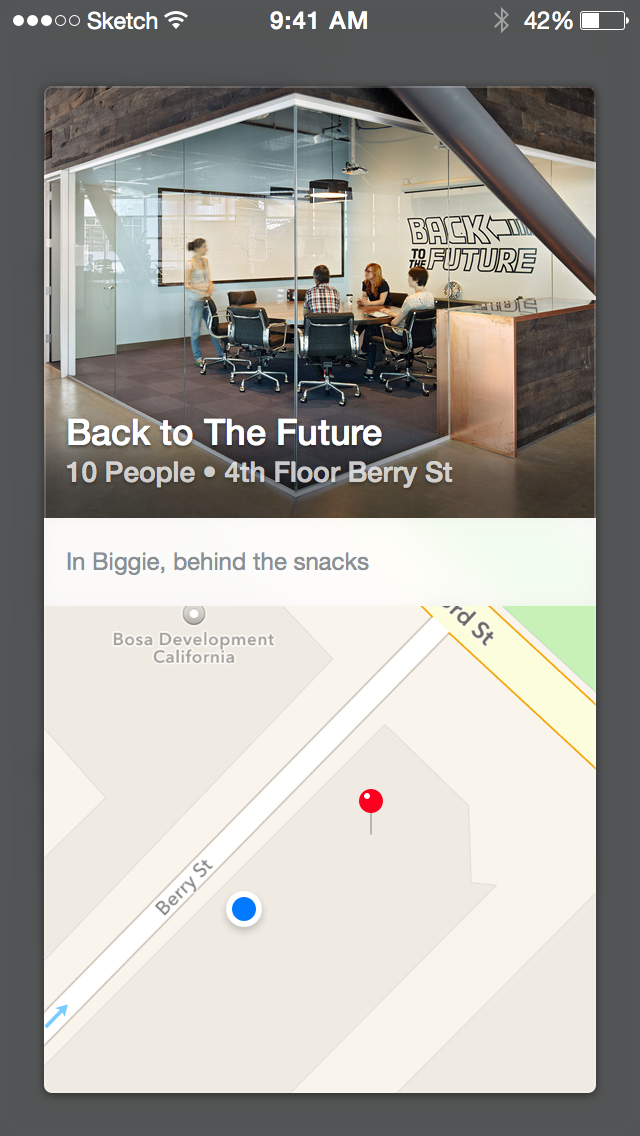 Sketch 9:41 AM 42%
BACK
TO THE FUTURE
Back to The Future
10 People • 4th Floor Berry St
In Biggie, behind the snacks
Bosa Development
California
3rd St
Berry St